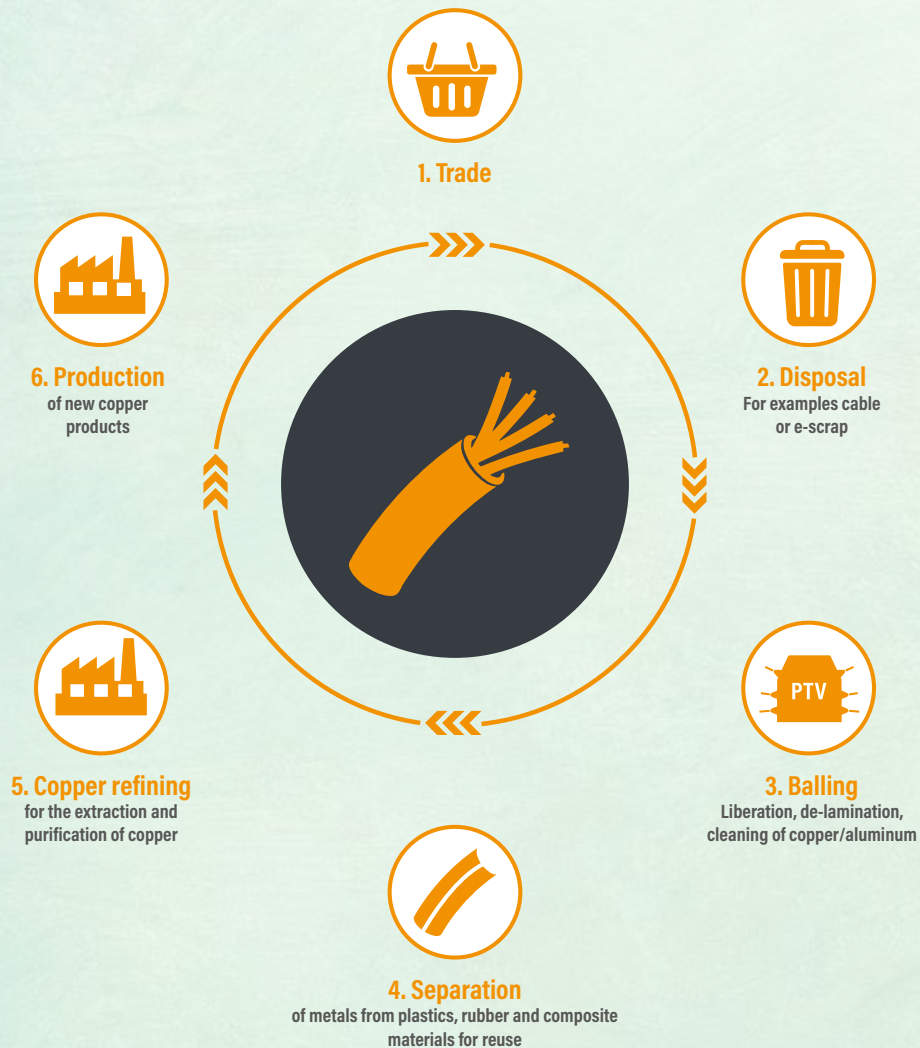 1. Trade
2. Disposal
For examples cable
or e-scrap
PTV
3. Balling
Liberation, de-lamination,
cleaning of copper/aluminum
4. Separation
of metals from plastics, rubber and composite
materials for reuse
5. Copper refining
for the extraction and
purification of copper
6. Production
of new copper
products